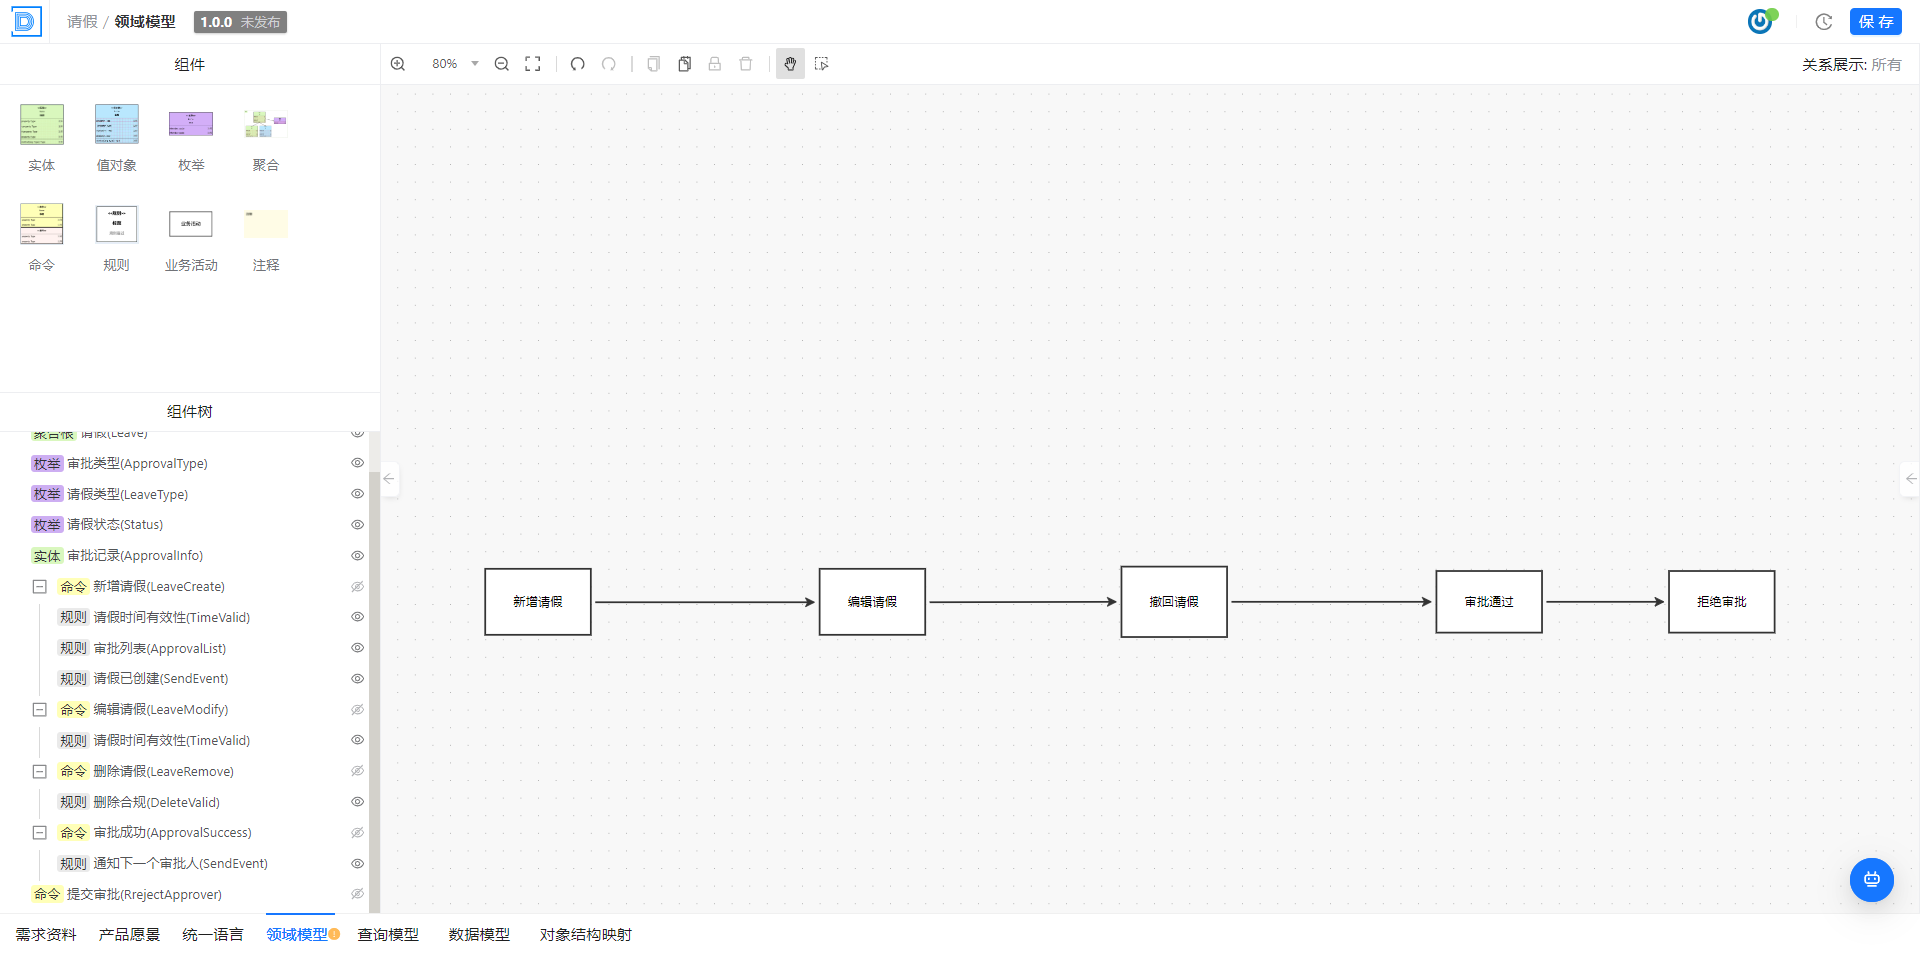 请假 / 领域模型 1.0.0 未发布
保存
组件
80%
关系展示: 所有
实体 值对象 枚举 聚合
命令 规则 业务活动 注释
组件树
聚合根 请假(Leave)
枚举 审批类型(ApprovalType)
枚举 请假类型(LeaveType)
枚举 请假状态(Status)
实体 审批记录(ApprovalInfo)
命令 新增请假(LeaveCreate)
规则 请假时间有效性(TimeValid)
规则 审批列表(ApprovalList)
规则 请假已创建(SendEvent)
命令 编辑请假(LeaveModify)
规则 请假时间有效性(TimeValid)
命令 删除请假(LeaveRemove)
规则 删除合规(DeleteValid)
命令 审批成功(ApprovalSuccess)
规则 通知下一个审批人(SendEvent)
命令 提交审批(RrejectApprover)
新增请假 编辑请假 撤回请假 审批通过 拒绝审批
需求资料 产品愿景 统一语言 领域模型 查询模型 数据模型 对象结构映射